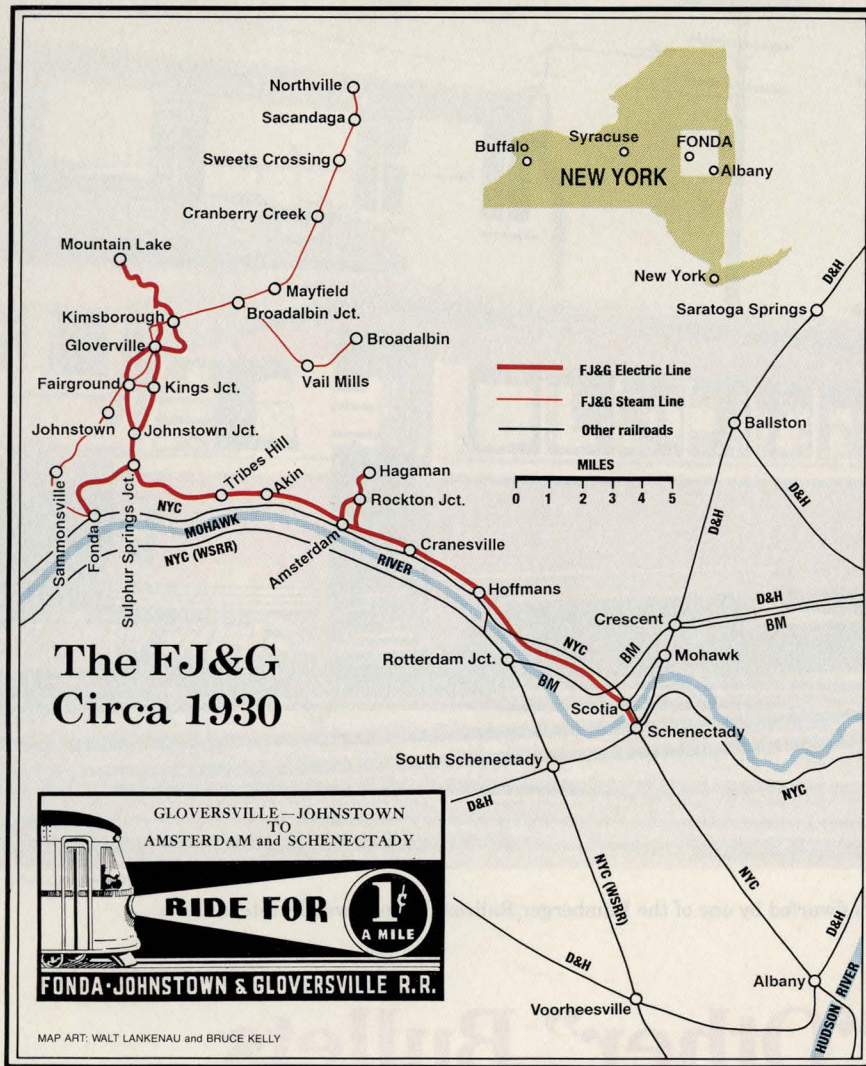 Northville
Sacandaga
Sweets Crossing
Cranberry Creek
Mountain Lake
Mayfield
Kimsborough
Broadalbin Jct.
Gloverville
Broadalbin
Vail Mills
Fairground
Kings Jct.
Johnstown
Johnstown Jct.
Tribes Hill
Akin
Hagaman
Rockton Jct.
Sammonsville
Fonda
Sulphur Springs Jct.
NYC
MOHAWK
NYC (WSRR)
Amsterdam
RIVER
Cranesville
Hoffmans
Buffalo
Syracuse
FONDA
Albany
NEW YORK
New York
D&H
Saratoga Springs
FJ&G Electric Line
FJ&G Steam Line
Other railroads
MILES
0 1 2 3 4 5
Ballston
D&H
D&H
Crescent
D&H
BM
Rotterdam Jct.
NYC
BM
BM
Mohawk
Scotia
Schenectady
South Schenectady
D&H
NYC
NYC (WSRR)
NYC
D&H
D&H
Albany
Voorheesville
HUDSON RIVER
The FJ&G
Circa 1930
GLOVERSVILLE—JOHNSTOWN
TO
AMSTERDAM and SCHENECTADY
RIDE FOR
1¢
A MILE
FONDA·JOHNSTOWN & GLOVERSVILLE R.R.
MAP ART: WALT LANKENAU and BRUCE KELLY